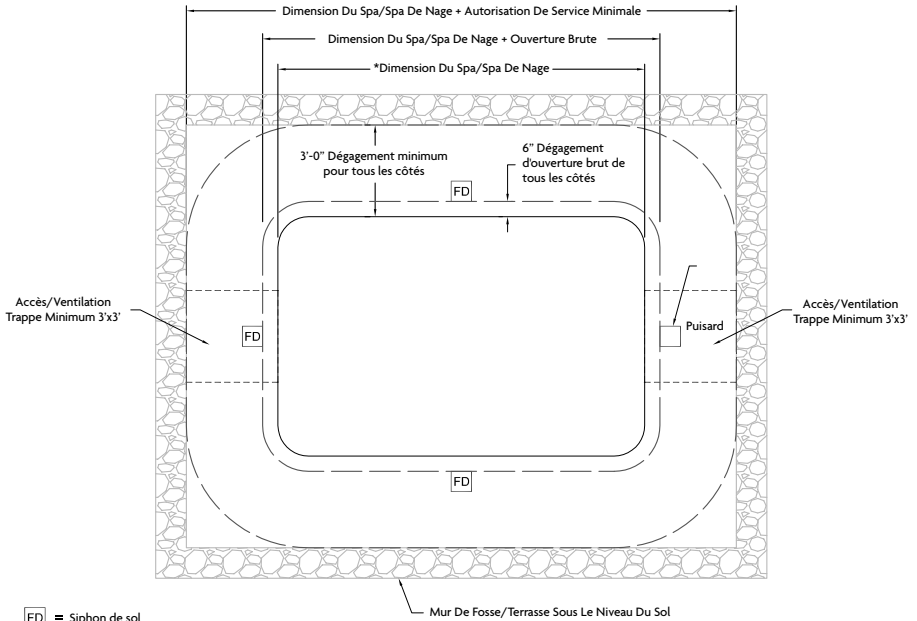 Dimension Du Spa/Spa De Nage + Autorisation De Service Minimale
Dimension Du Spa/Spa De Nage + Ouverture Brute
*Dimension Du Spa/Spa De Nage
3'-0" Dégagement minimum
pour tous les côtés
6" Dégagement
d'ouverture brut de
tous les côtés
FD
Accès/Ventilation
Trappe Minimum 3'x3'
FD
Puisard
Accès/Ventilation
Trappe Minimum 3'x3'
FD
Mur De Fosse/Terrasse Sous Le Niveau Du Sol
FD = Siphon de sol